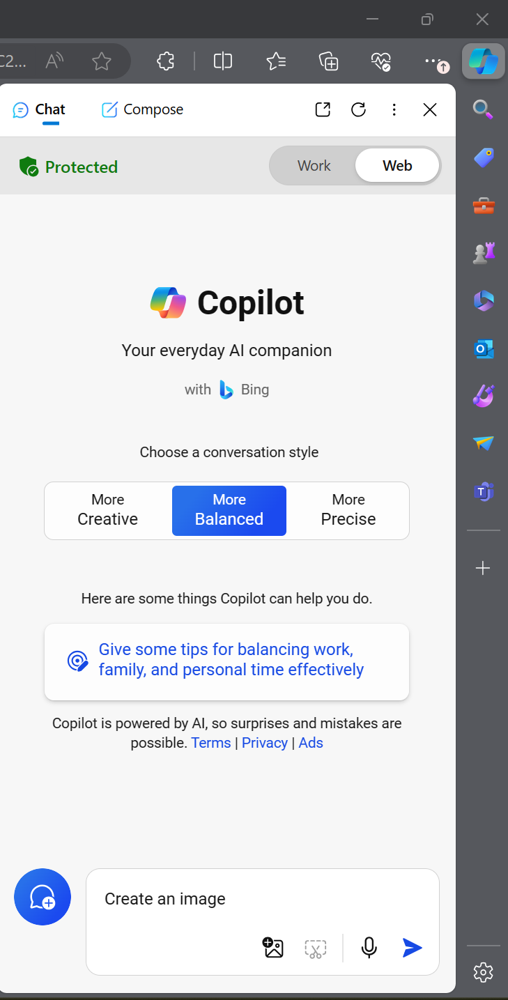 C2...
Chat
Compose
Protected
Work
Web
Copilot
Your everyday AI companion
with Bing
Choose a conversation style
More
Creative
More
Balanced
More
Precise
Here are some things Copilot can help you do.
Give some tips for balancing work,
family, and personal time effectively
Copilot is powered by AI, so surprises and mistakes are
possible. Terms | Privacy | Ads
Create an image